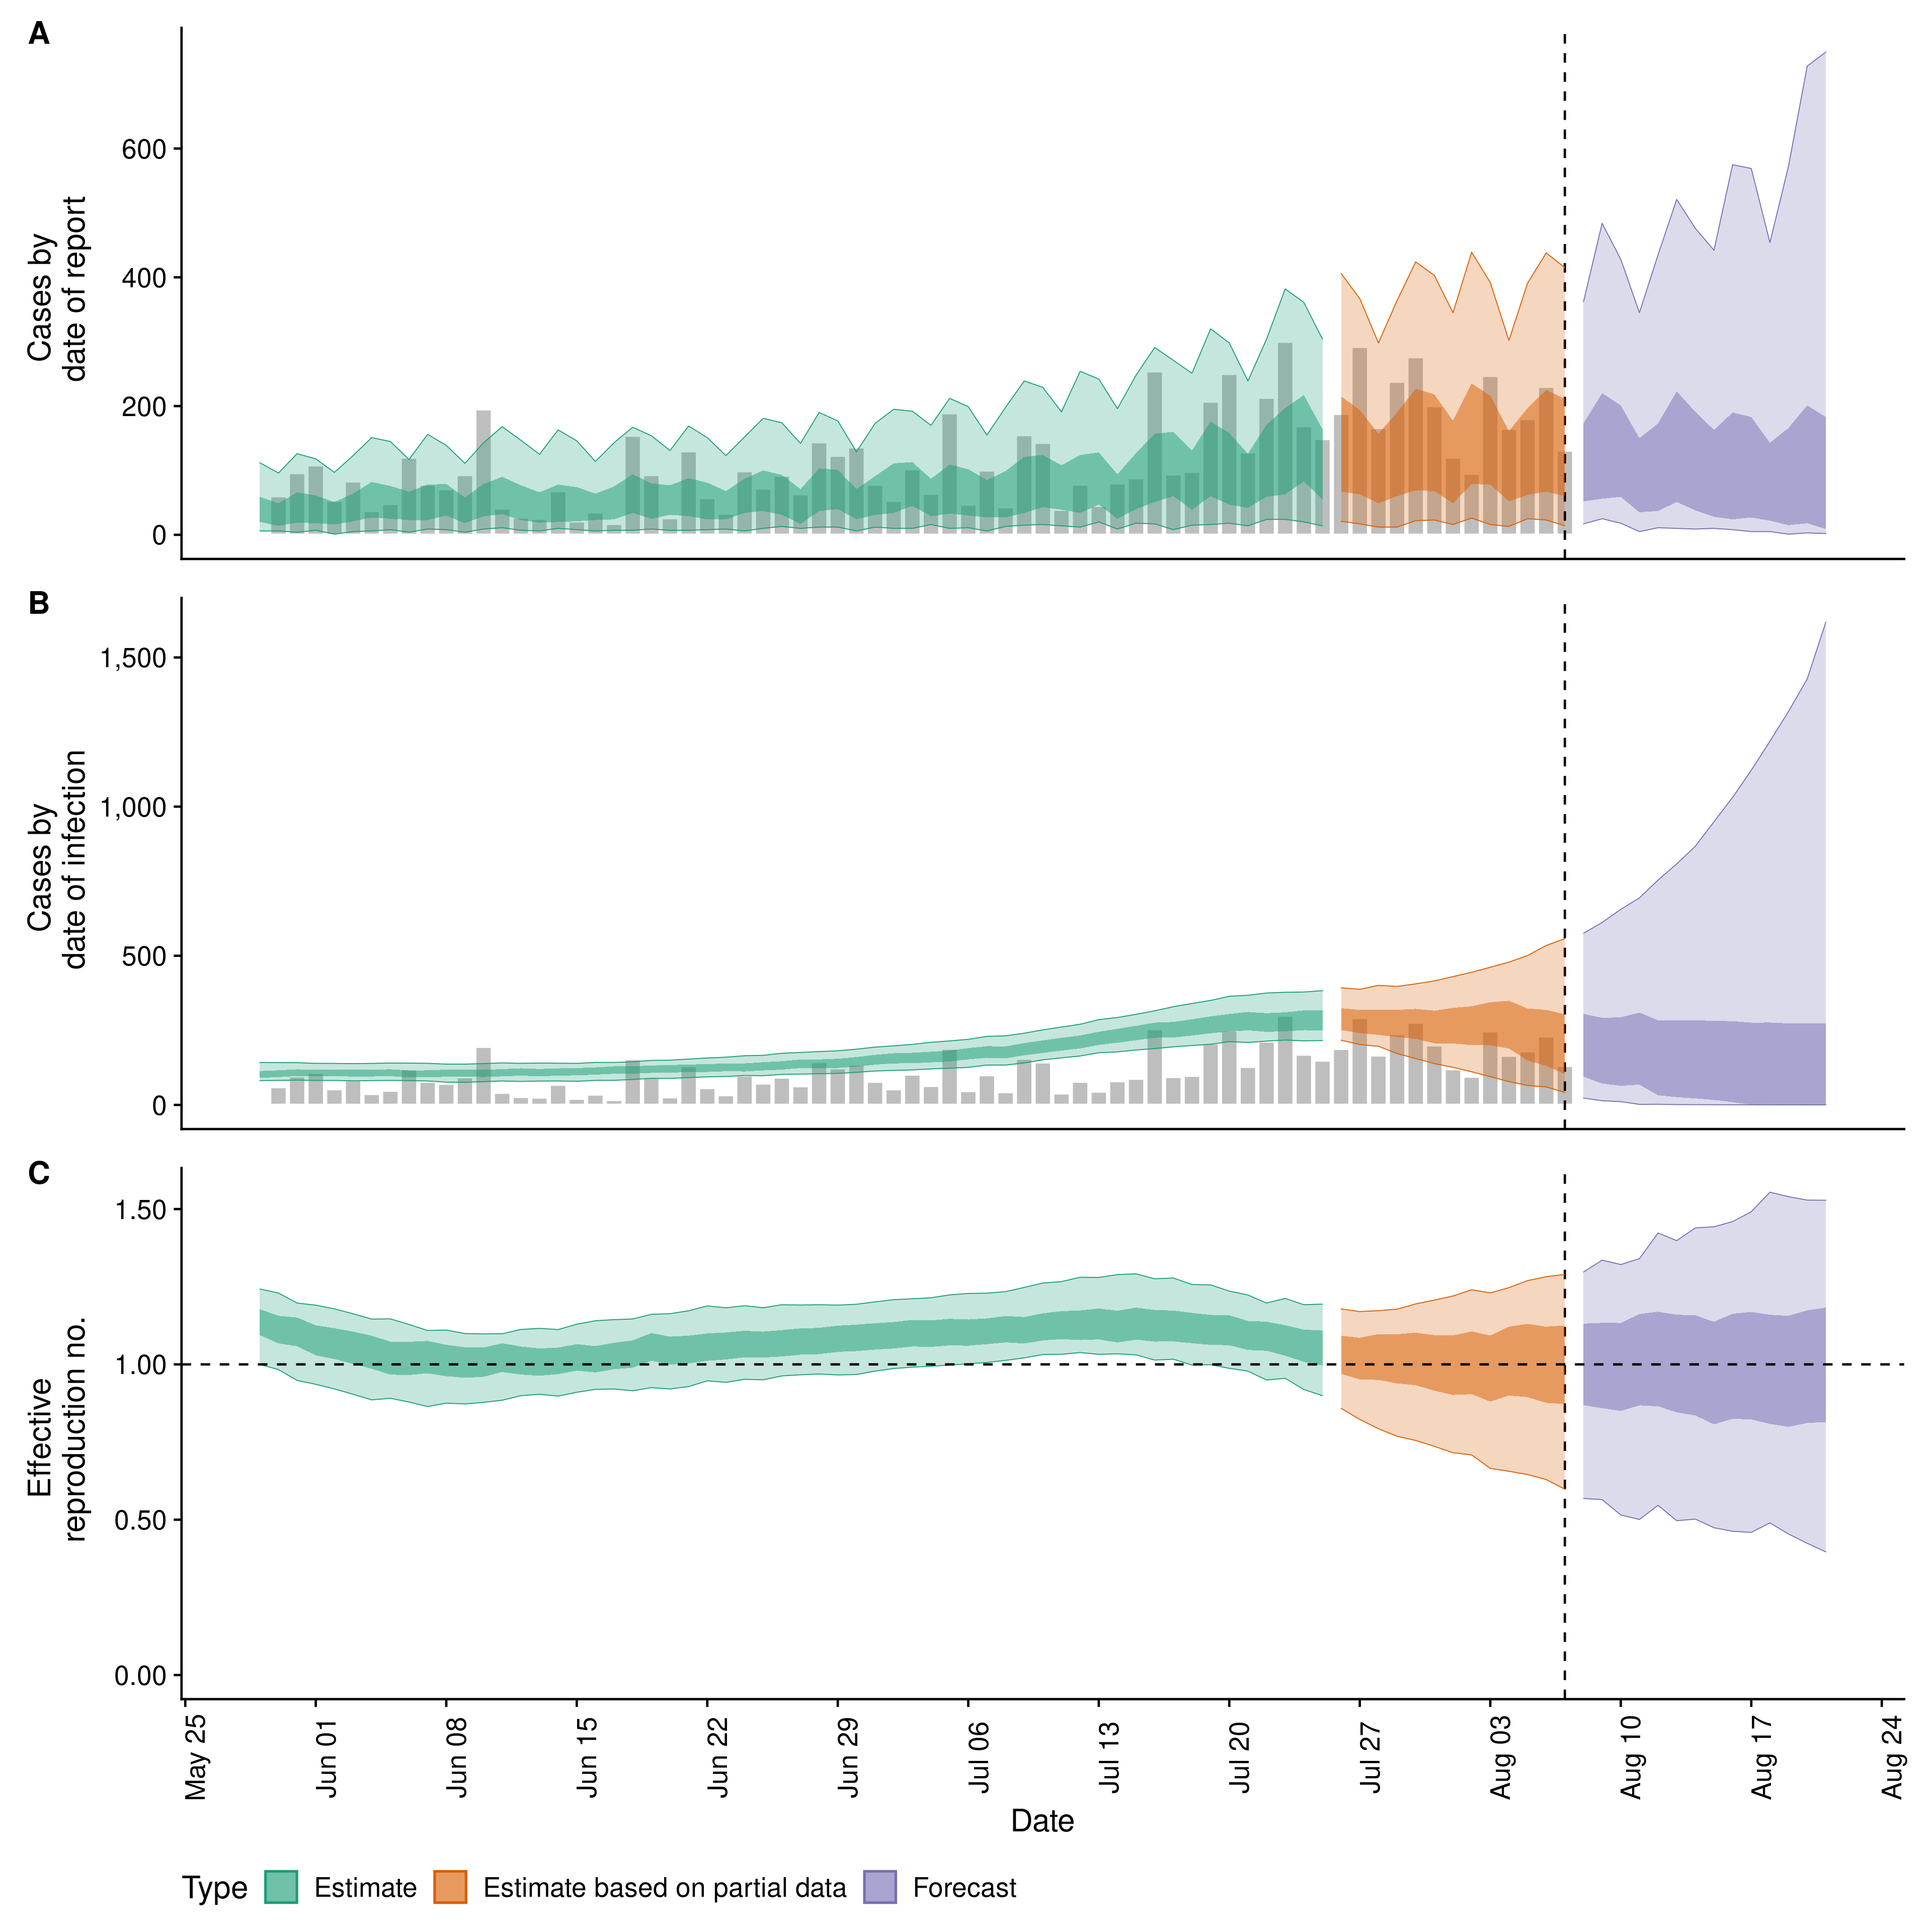 A
Cases by
date of report
600
400
200
0
B
Cases by
date of infection
1,500
1,000
500
0
C
Effective
reproduction no.
1.50
1.00
0.50
0.00
May 25
Jun 01
Jun 08
Jun 15
Jun 22
Jun 29
Jul 06
Jul 13
Jul 20
Jul 27
Aug 03
Aug 10
Aug 17
Aug 24
Date
Type Estimate Estimate based on partial data Forecast